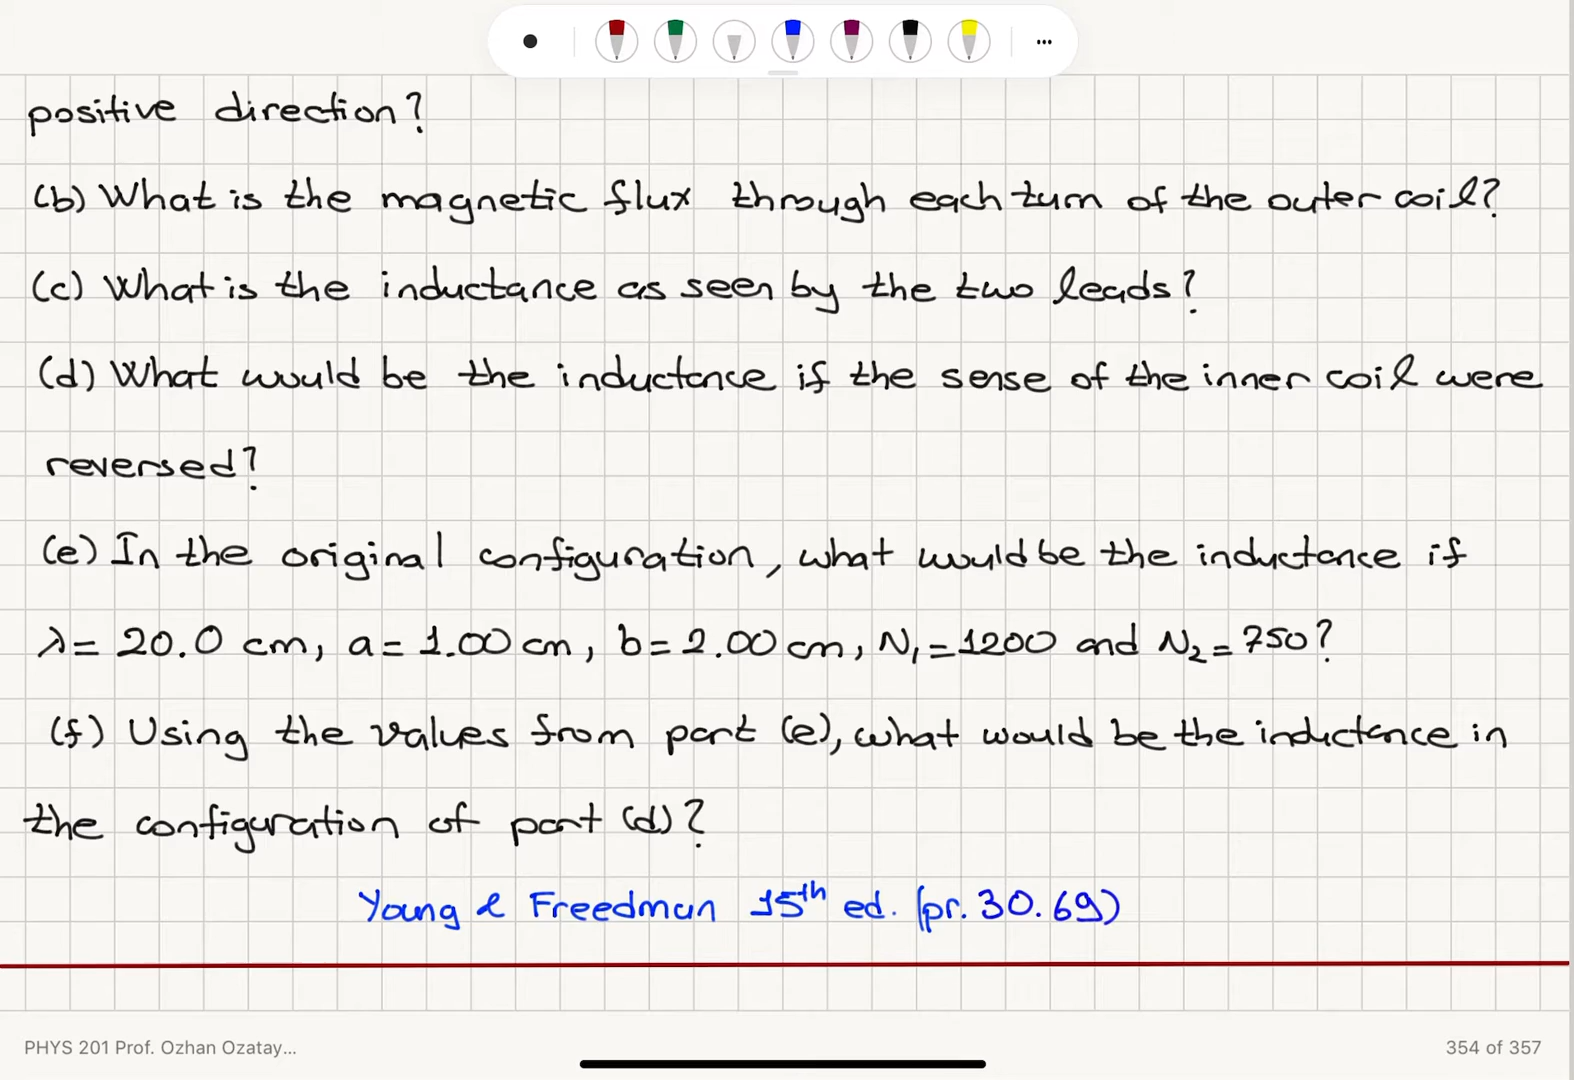 positive direction?
(b) What is the magnetic flux through each turn of the outer coil?
(c) What is the inductance as seen by the two leads?
(d) What would be the inductance if the sense of the inner coil were
reversed?
(e) In the original configuration, what would be the inductance if
λ= 20.0 cm, a= 1.00 cm, b= 2.00 cm, N₁=1200 and N₂=750?
(f) Using the values from part (e), what would be the inductance in
the configuration of part (d)?
Young & Freedman 15th ed. (pr. 30.69)
PHYS 201 Prof. Ozhan Ozatay...
354 of 357